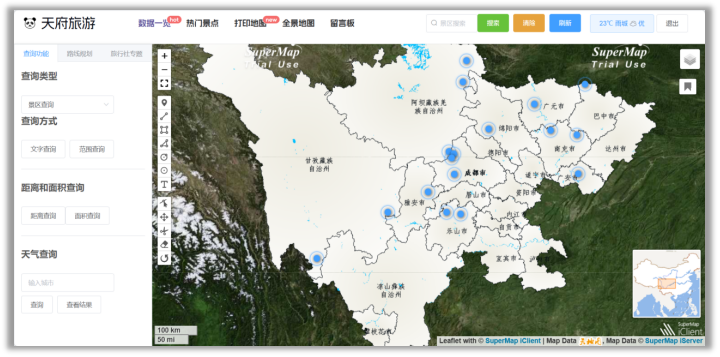 天府旅游
数据一览 hot 热门景点 打印地图 new 全景地图 留言板
景区搜索 搜索 清除 刷新 23℃ 雨城 优 退出
查询功能 路线规划 旅行社专题
查询类型
景区查询
查询方式
文字查询 范围查询
距离和面积查询
距离查询 面积查询
天气查询
输入城市
查询 查看结果
SuperMap
Trial Use
SuperMap
Trial Use
阿坝藏族羌
族自治州
广元市
巴中市
绵阳市
甘孜藏族
自治州
德阳市
南充市
达州市
成都市
遂宁市
广安市
资阳市
眉山市
雅安市
内江市
乐山市
自贡市
宜宾市
泸
凉山彝族
自治州
攀枝花市
100 km
50 mi
SuperMap
iClient
Leaflet with © SuperMap iClient | Map Data , Map Data © SuperMap iServer